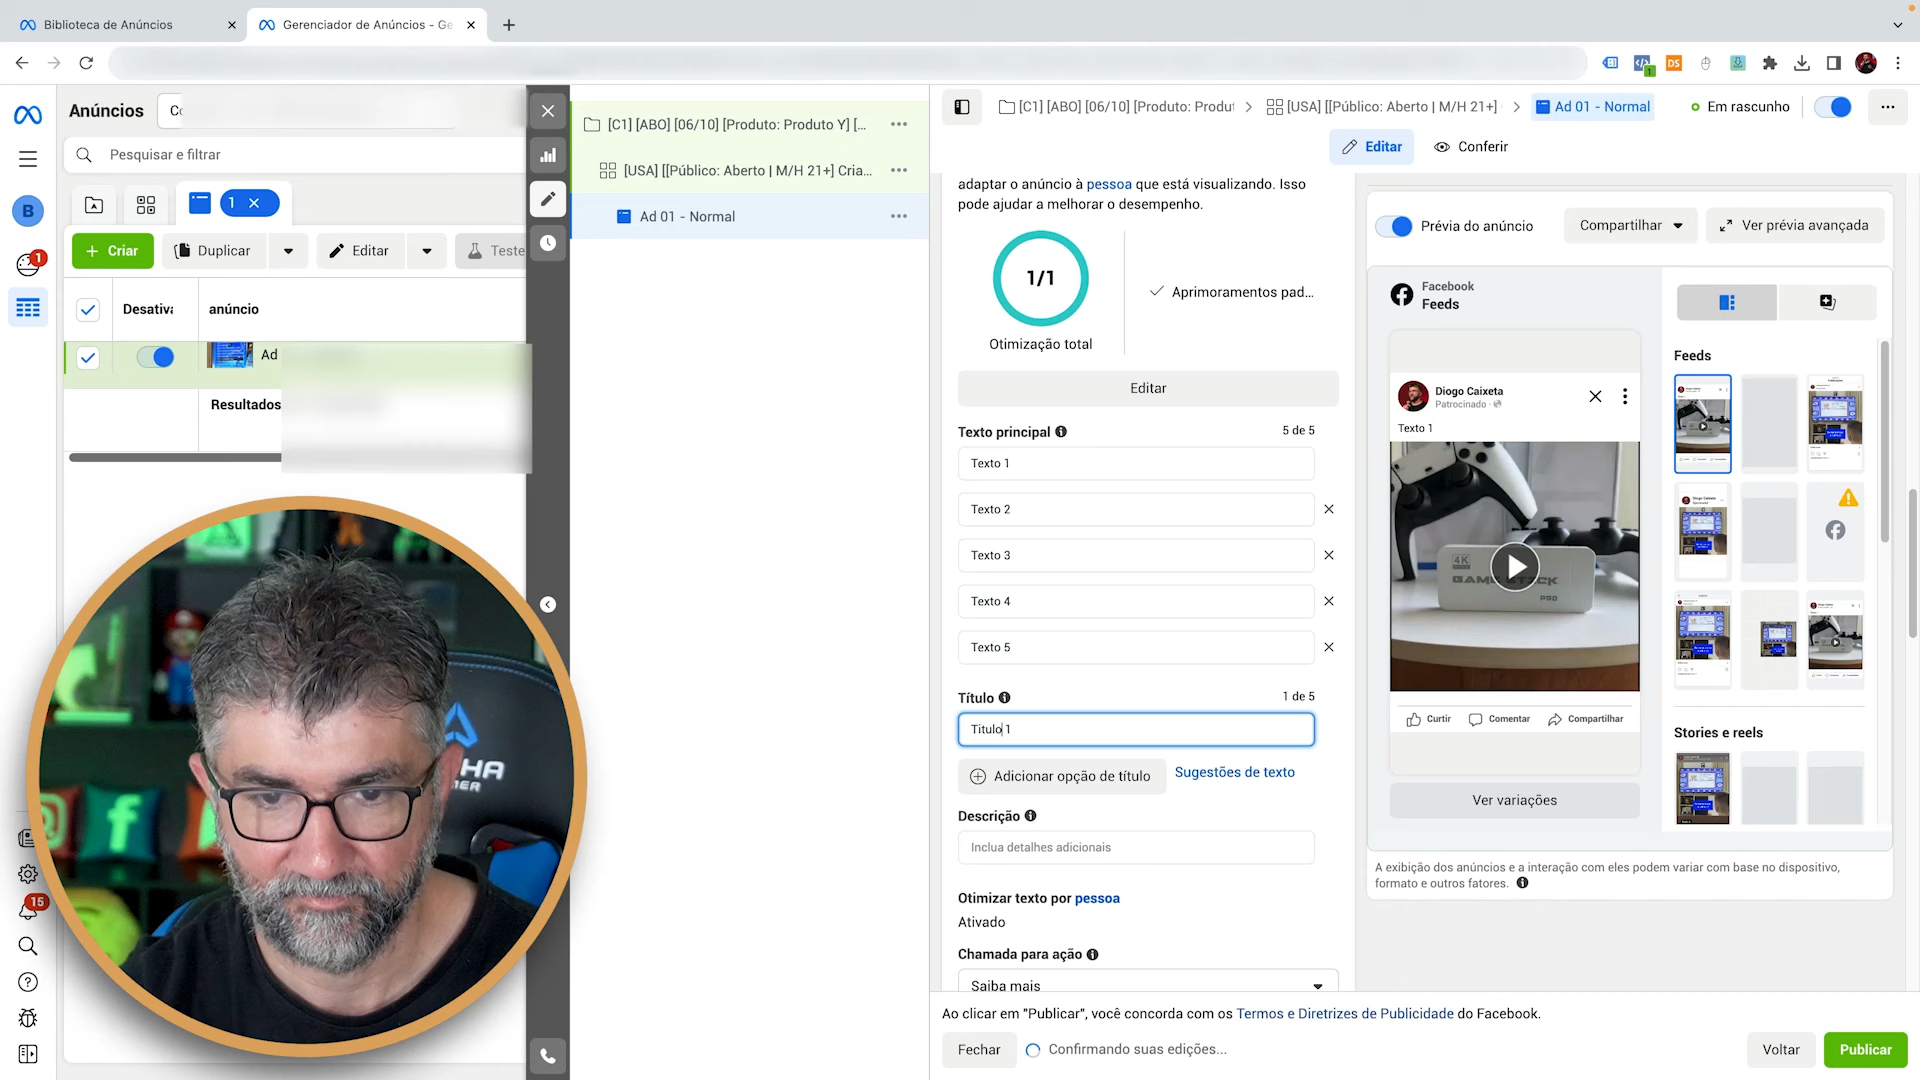 Biblioteca de Anúncios
Gerenciador de Anúncios - Ge
Anúncios
Co
Pesquisar e filtrar
B
1
1
Criar
Duplicar
Editar
Teste
Desativa
anúncio
Ad
Resultados
15
[C1] [ABO] [06/10] [Produto: Produto Y] [...
[USA] [[Público: Aberto | M/H 21+] Cria...
Ad 01 - Normal
[C1] [ABO] [06/10] [Produto: Produt
[USA] [[Público: Aberto | M/H 21+]
Ad 01 - Normal
Em rascunho
Editar
Conferir
adaptar o anúncio à pessoa que está visualizando. Isso
pode ajudar a melhorar o desempenho.
1/1
Otimização total
Aprimoramentos pad...
Editar
Texto principal
5 de 5
Texto 1
Texto 2
Texto 3
Texto 4
Texto 5
Título
1 de 5
Titulo 1
Adicionar opção de título
Sugestões de texto
Descrição
Inclua detalhes adicionais
Otimizar texto por pessoa
Ativado
Chamada para ação
Saiba mais
Prévia do anúncio
Compartilhar
Ver prévia avançada
Facebook
Feeds
Diogo Caixeta
Patrocinado
Texto 1
4K
GAME STICK
PRO
Curtir
Comentar
Compartilhar
Ver variações
Feeds
Stories e reels
A exibição dos anúncios e a interação com eles podem variar com base no dispositivo,
formato e outros fatores.
Ao clicar em "Publicar", você concorda com os Termos e Diretrizes de Publicidade do Facebook.
Fechar
Confirmando suas edições...
Voltar
Publicar